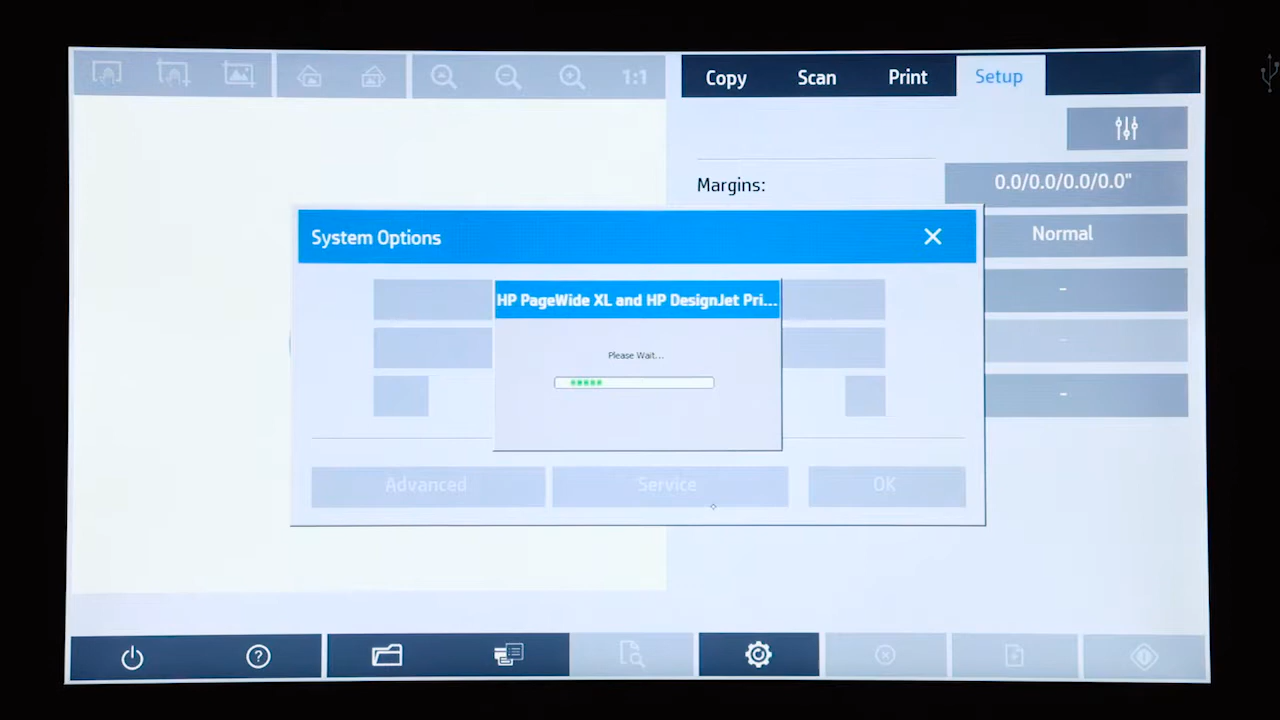 1:1
Copy
Scan
Print
Setup
Margins:
0.0/0.0/0.0/0.0"
Normal
-
-
-
System Options
HP PageWide XL and HP DesignJet Pri...
Please Wait...
Advanced
Service
OK